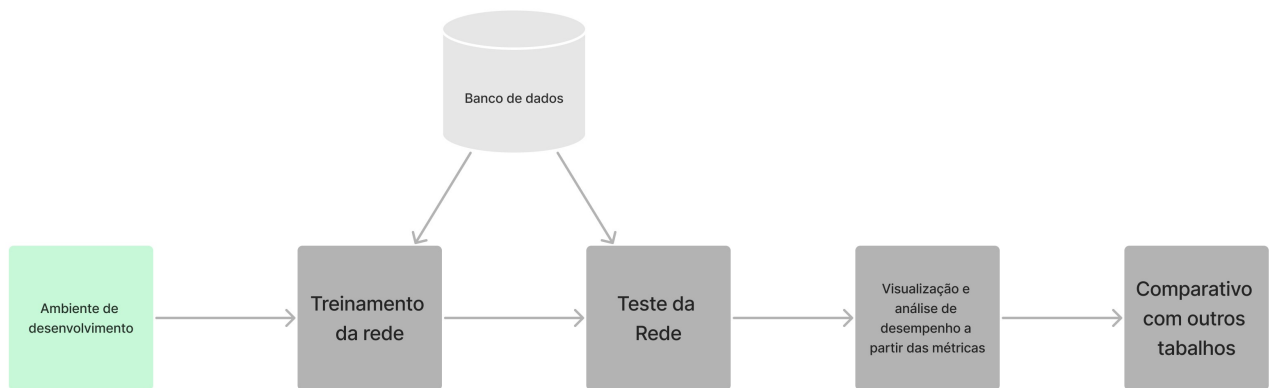 Banco de dados
Ambiente de
desenvolvimento
Treinamento
da rede
Teste da
Rede
Visualização e
análise de
desempenho a
partir das métricas
Comparativo
com outros
tabalhos